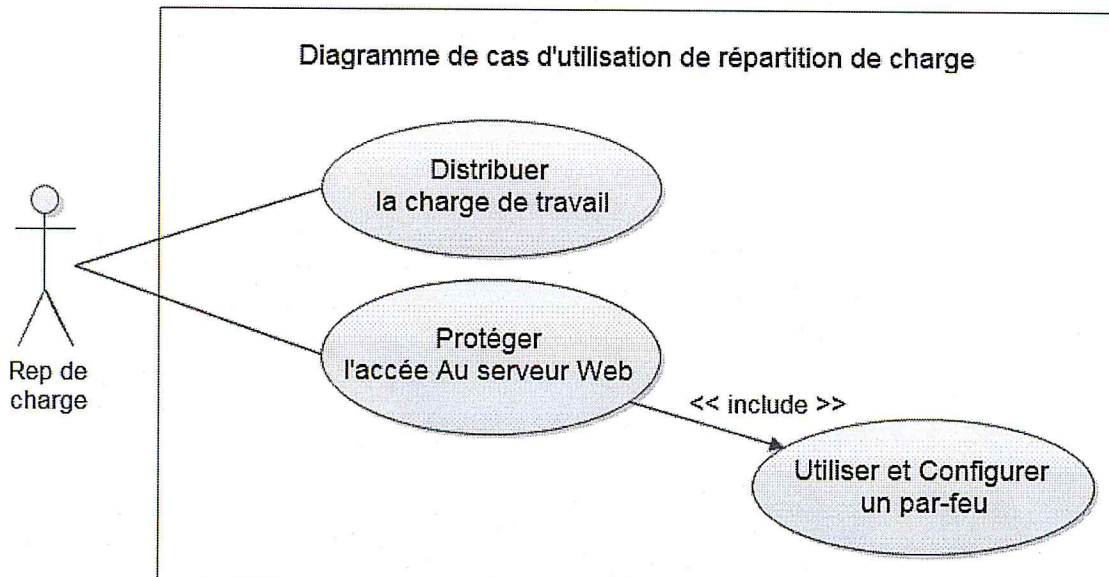 Diagramme de cas d'utilisation de répartition de charge
Distribuer
la charge de travail
Protéger
l'accée Au serveur Web
Rep de
charge
<< include >>
Utiliser et Configurer
un par-feu